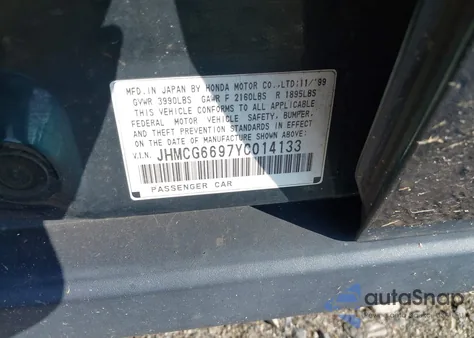 MFD.IN JAPAN BY HONDA MOTOR CO.,LTD:11/'99
GVWR 3990LBS GAWR F 2160LBS R 1895LBS
THIS VEHICLE CONFORMS TO ALL APPLICABLE
FEDERAL MOTOR VEHICLE SAFETY, BUMPER,
AND THEFT PREVENTION STANDARDS IN EFFECT
ON THE DATE OF MANUFACTURE SHOWN ABOVE.
V.I.N. JHMCG6697YC014133
PASSENGER CAR
autoSnap